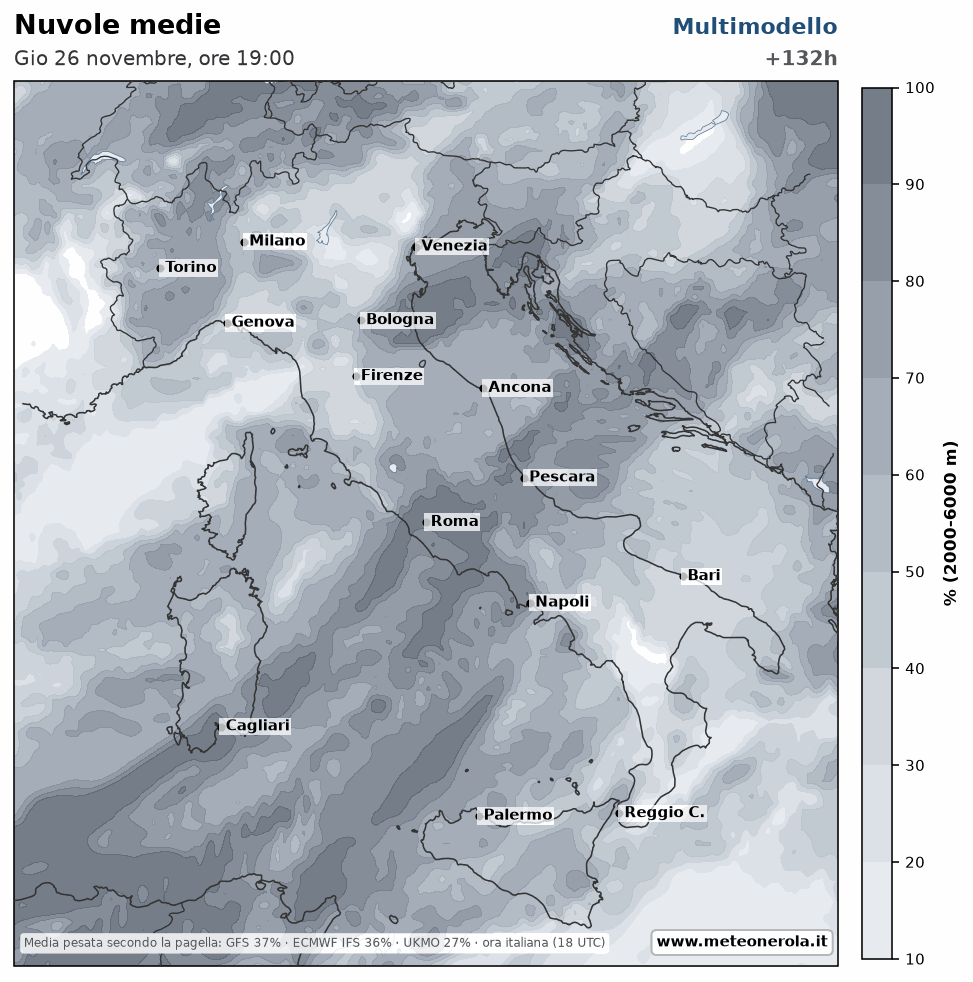 Nuvole medie
Multimodello
Gio 26 novembre, ore 19:00
+132h
100
90
80
70
60
50
40
30
20
10
% (2000-6000 m)
Milano
Venezia
Torino
Genova
Bologna
Firenze
Ancona
Pescara
Roma
Bari
Napoli
Cagliari
Palermo
Reggio C.
Media pesata secondo la pagella: GFS 37% · ECMWF IFS 36% · UKMO 27% · ora italiana (18 UTC)
www.meteonerola.it